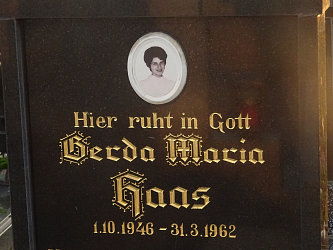 Hier ruht in Gott
Gerda Maria
Haas
1.10.1946 – 31.3.1962